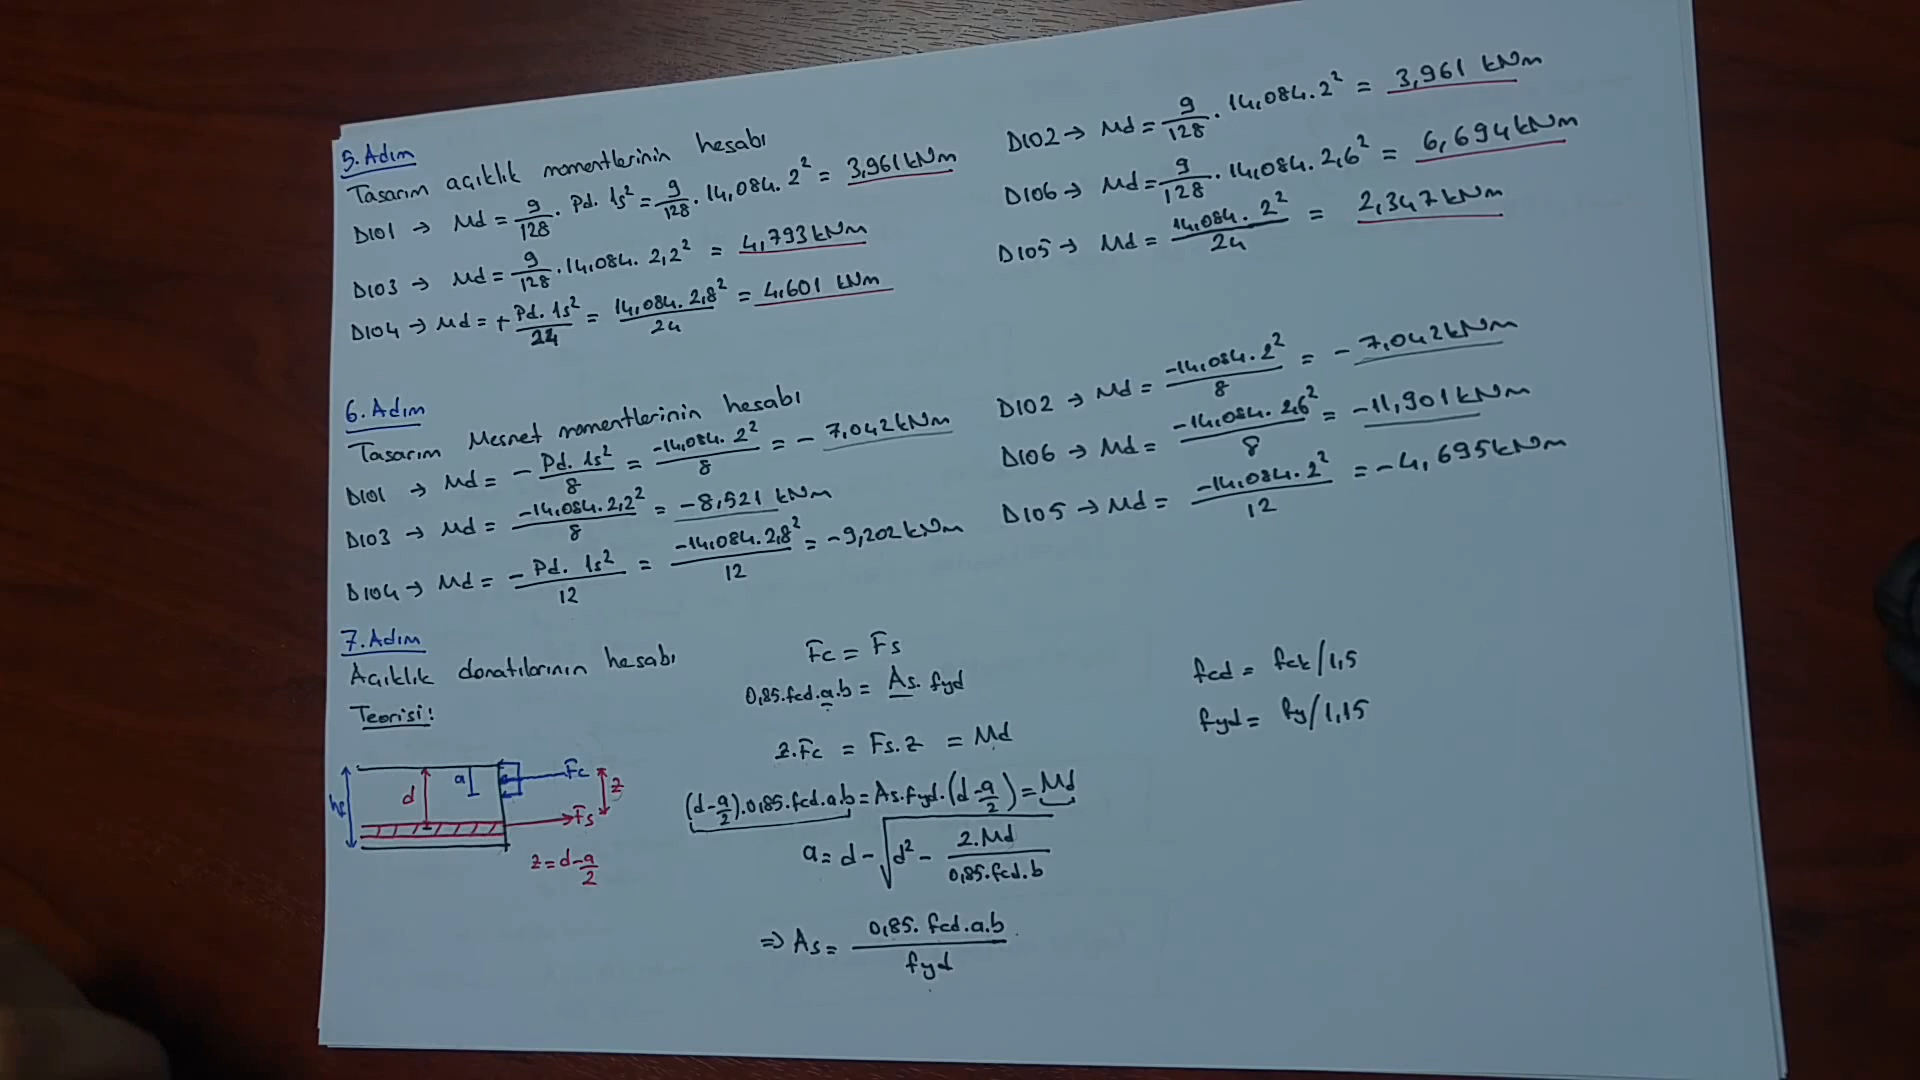 5.Adım
Tasarım açıklık momentlerinin hesabı
D101 → Md = 9/128 . Pd. ls² = 9/128 . 14,084. 2² = 3,961 kNm
D103 → Md = 9/128 . 14,084. 2,2² = 4,793 kNm
D104 → Md = + Pd. ls²/24 = 14,084. 2,8²/24 = 4,601 kNm
D102 → Md = 9/128 . 14,084. 2² = 3,961 kNm
D106 → Md = 9/128 . 14,084. 2,6² = 6,694 kNm
D105 → Md = 14,084. 2²/24 = 2,347 kNm
6.Adım
Tasarım Mesnet momentlerinin hesabı
D101 → Md = - Pd. ls²/8 = -14,084. 2²/8 = - 7,042 kNm
D103 → Md = -14,084. 2,2²/8 = -8,521 kNm
D104 → Md = - Pd. ls²/12 = -14,084. 2,8²/12 = -9,202 kNm
D102 → Md = -14,084. 2²/8 = - 7,042 kNm
D106 → Md = -14,084. 2,6²/8 = -11,901 kNm
D105 → Md = -14,084. 2²/12 = -4,695 kNm
7.Adım
Açıklık donatılarının hesabı
Teorisi:
hf
d
a
Fc
z
Fs
z = d-a/2
Fc = Fs
0,85.fcd.a.b = As. fyd
z.Fc = Fs.z = Md
(d-a/2).0,85.fcd.a.b = As.fyd.(d-a/2) = Md
a = d - √(d² - 2.Md/0,85.fcd.b)
⇒ As = 0,85. fcd.a.b/fyd
fcd = fck/1,5
fyd = fy/1,15